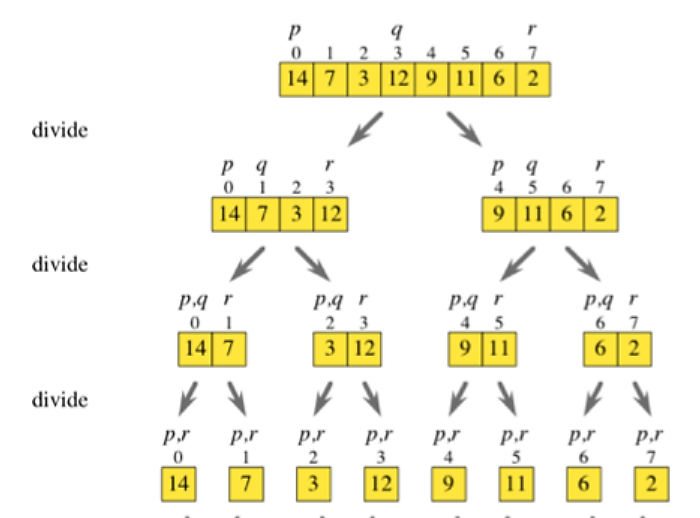 p q r
0 1 2 3 4 5 6 7
14 7 3 12 9 11 6 2
divide
p q r p q r
0 1 2 3 4 5 6 7
14 7 3 12 9 11 6 2
divide
p,q r p,q r p,q r p,q r
0 1 2 3 4 5 6 7
14 7 3 12 9 11 6 2
divide
p,r p,r p,r p,r p,r p,r p,r p,r
0 1 2 3 4 5 6 7
14 7 3 12 9 11 6 2